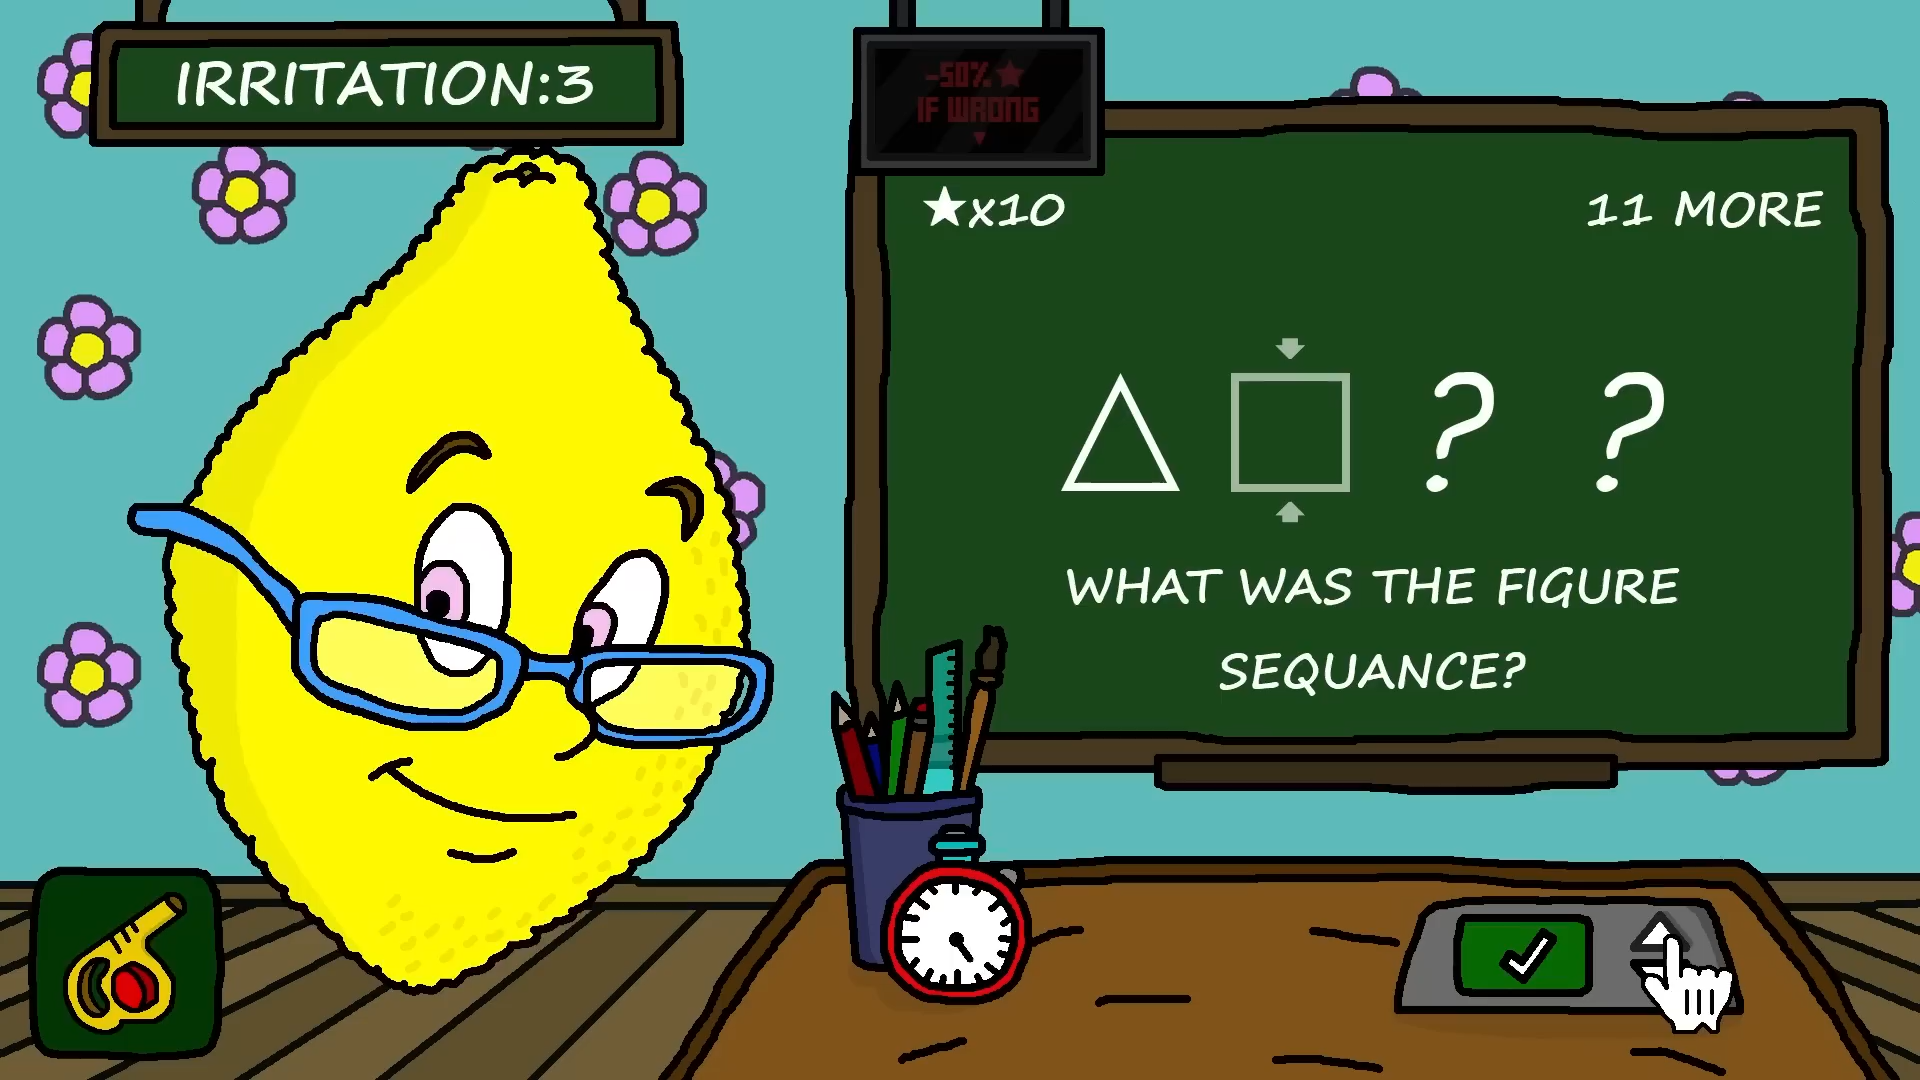 IRRITATION:3
-50%★
IF WRONG
★x10
11 MORE
? ?
WHAT WAS THE FIGURE
SEQUANCE?